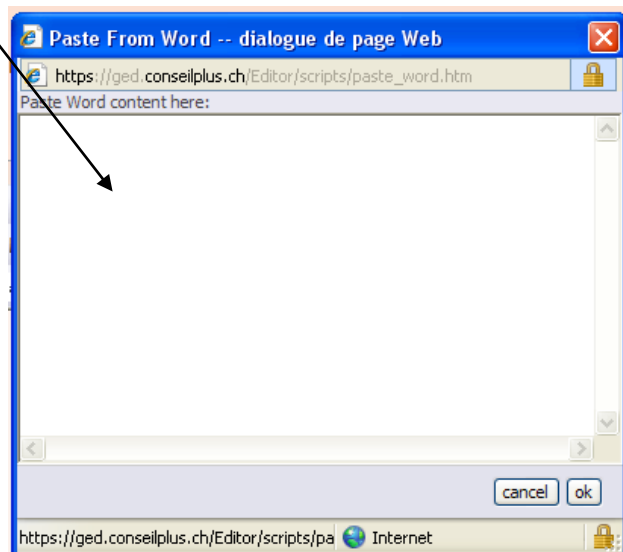 Paste From Word -- dialogue de page Web
https://ged.conseilplus.ch/Editor/scripts/paste_word.htm
Paste Word content here:
cancel ok
https://ged.conseilplus.ch/Editor/scripts/pa Internet